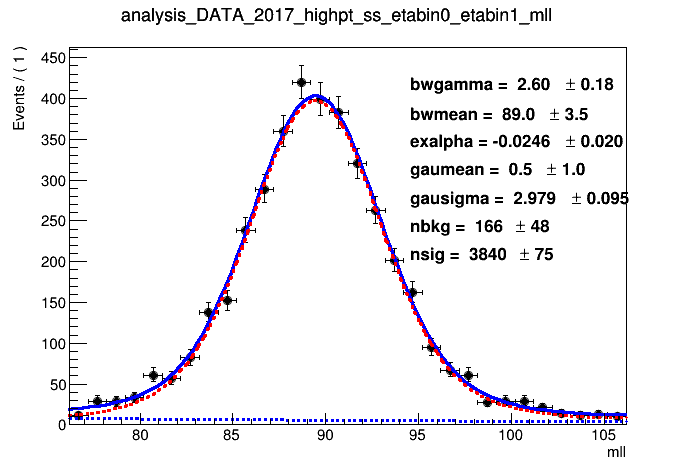 analysis_DATA_2017_highpt_ss_etabin0_etabin1_mll
Events / ( 1 )
450
400
350
300
250
200
150
100
50
0
bwgamma = 2.60 ± 0.18
bwmean = 89.0 ± 3.5
exalpha = -0.0246 ± 0.020
gaumean = 0.5 ± 1.0
gausigma = 2.979 ± 0.095
nbkg = 166 ± 48
nsig = 3840 ± 75
80 85 90 95 100 105
mll